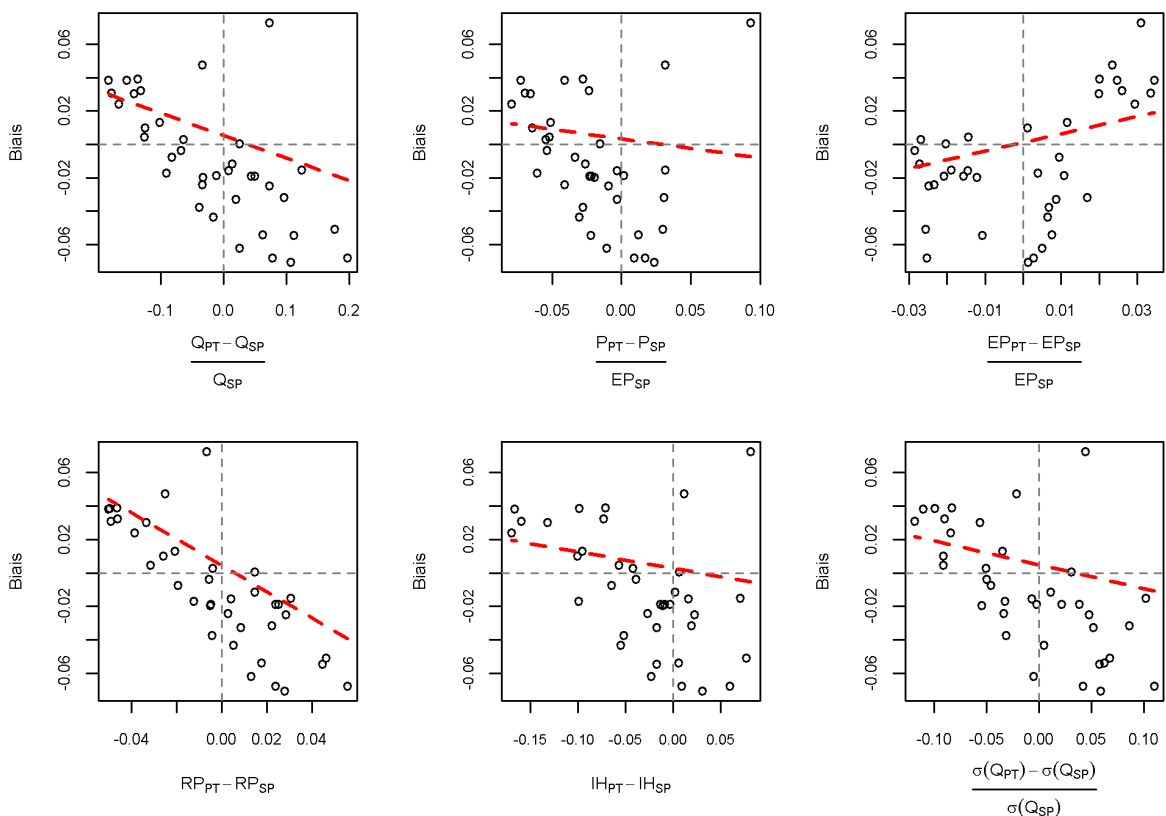 Biais
0.06
0.02
-0.02
-0.06
-0.1 0.0 0.1 0.2
Q_PT − Q_SP
Q_SP
Biais
0.06
0.02
-0.02
-0.06
-0.05 0.00 0.05 0.10
P_PT − P_SP
EP_SP
Biais
0.06
0.02
-0.02
-0.06
-0.03 -0.01 0.01 0.03
EP_PT − EP_SP
EP_SP
Biais
0.06
0.02
-0.02
-0.06
-0.04 0.00 0.02 0.04
RP_PT − RP_SP
Biais
0.06
0.02
-0.02
-0.06
-0.15 -0.10 -0.05 0.00 0.05
IH_PT − IH_SP
Biais
0.06
0.02
-0.02
-0.06
-0.10 -0.05 0.00 0.05 0.10
σ(Q_PT) − σ(Q_SP)
σ(Q_SP)